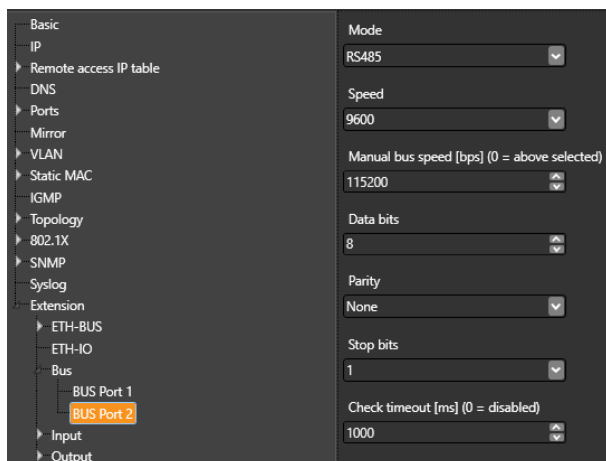 Basic
IP
Remote access IP table
DNS
Ports
Mirror
VLAN
Static MAC
IGMP
Topology
802.1X
SNMP
Syslog
Extension
ETH-BUS
ETH-IO
Bus
BUS Port 1
BUS Port 2
Input
Output
Mode
RS485
Speed
9600
Manual bus speed [bps] (0 = above selected)
115200
Data bits
8
Parity
None
Stop bits
1
Check timeout [ms] (0 = disabled)
1000